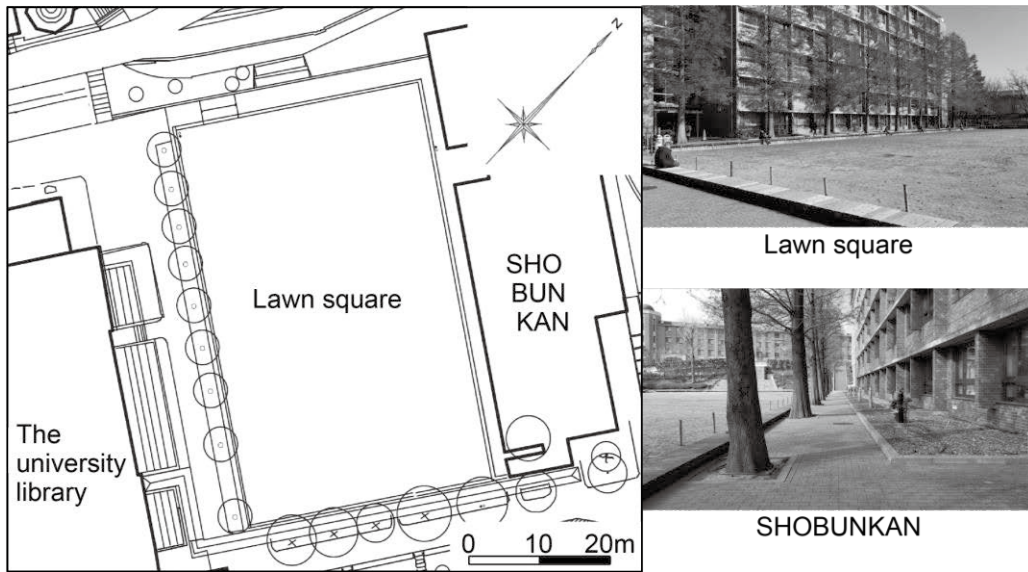 Z
Lawn square
SHO
BUN
KAN
The
university
library
0 10 20m
Lawn square
SHOBUNKAN